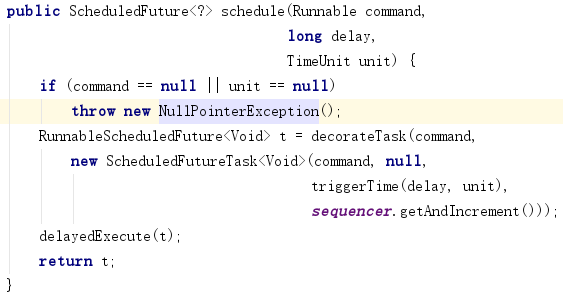 public ScheduledFuture<?> schedule(Runnable command,
                                   long delay,
                                   TimeUnit unit) {
    if (command == null || unit == null)
        throw new NullPointerException();
    RunnableScheduledFuture<Void> t = decorateTask(command,
        new ScheduledFutureTask<Void>(command, null,
                                      triggerTime(delay, unit),
                                      sequencer.getAndIncrement()));
    delayedExecute(t);
    return t;
}